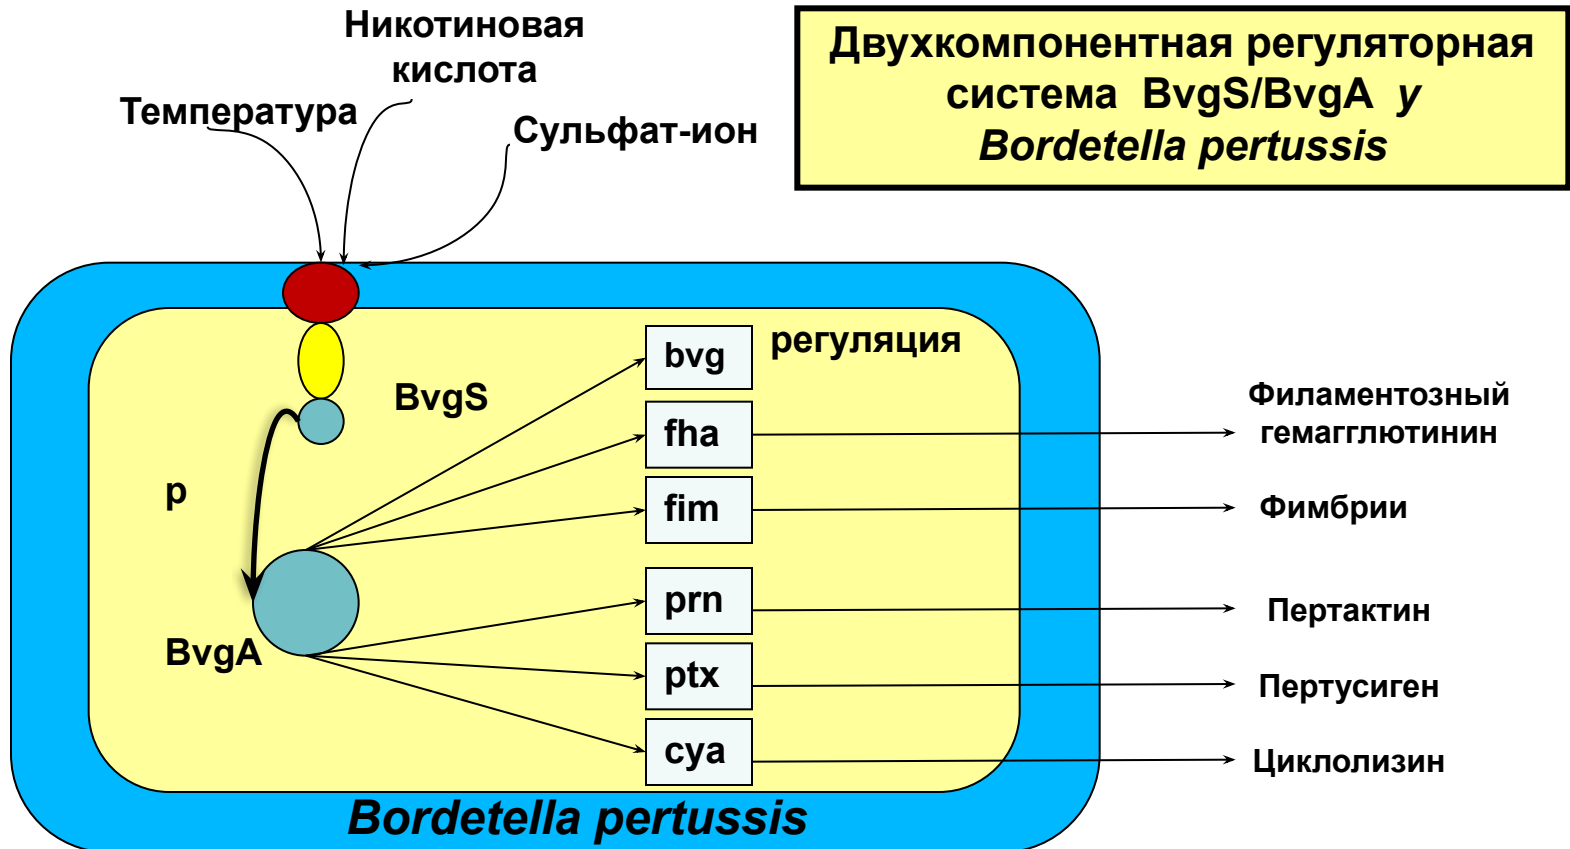 Никотиновая
кислота
Температура
Сульфат-ион
Двухкомпонентная регуляторная
система BvgS/BvgA у
Bordetella pertussis
bvg
регуляция
BvgS
fha
Филаментозный
гемагглютинин
p
fim
Фимбрии
prn
Пертактин
BvgA
ptx
Пертусиген
cya
Циклолизин
Bordetella pertussis